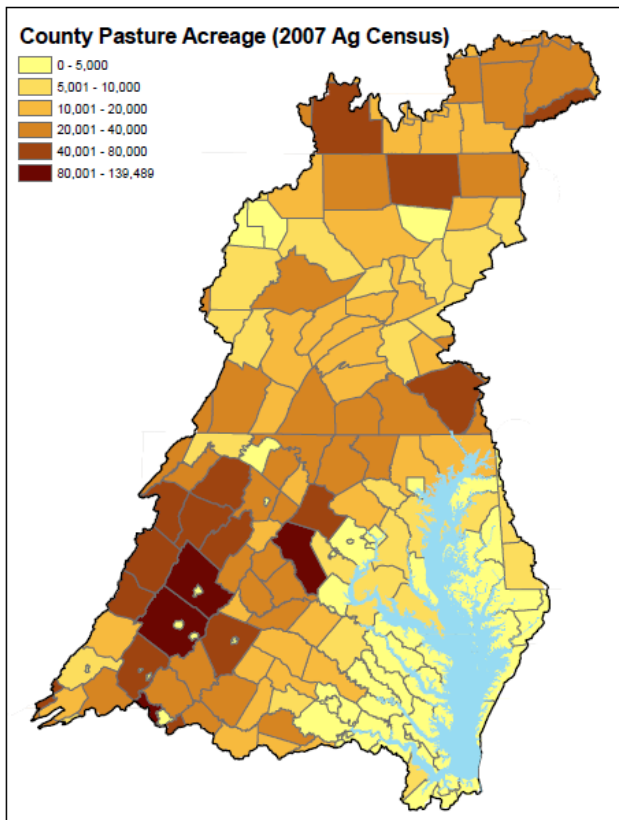 County Pasture Acreage (2007 Ag Census)
0 - 5,000
5,001 - 10,000
10,001 - 20,000
20,001 - 40,000
40,001 - 80,000
80,001 - 139,489